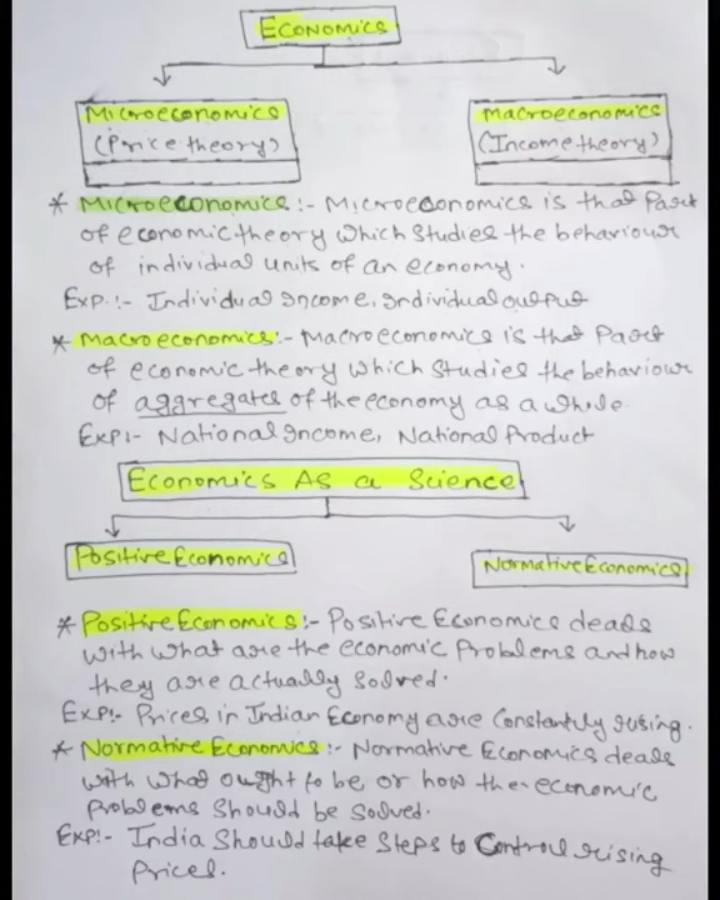 Economics
Microeconomics
(Price theory)
Macroeconomics
(Income theory)
* Microeconomics :- Microeconomics is that Part
of economic theory which studies the behaviour
of individual units of an economy.
Exp. :- Individual Income, Individual output
* Macroeconomics :- Macroeconomics is that Part
of economic theory which studies the behaviour
of aggregates of the economy as a whole.
Exp :- National Income, National Product
Economics As a Science
Positive Economics
Normative Economics
* Positive Economics :- Positive Economics deals
with what are the economic Problems and how
they are actually solved.
Exp :- Prices in Indian Economy are Constantly rising.
* Normative Economics :- Normative Economics deals
with what ought to be or how the economic
Problems should be solved.
Exp :- India Should take Steps to Controul rising
Prices.